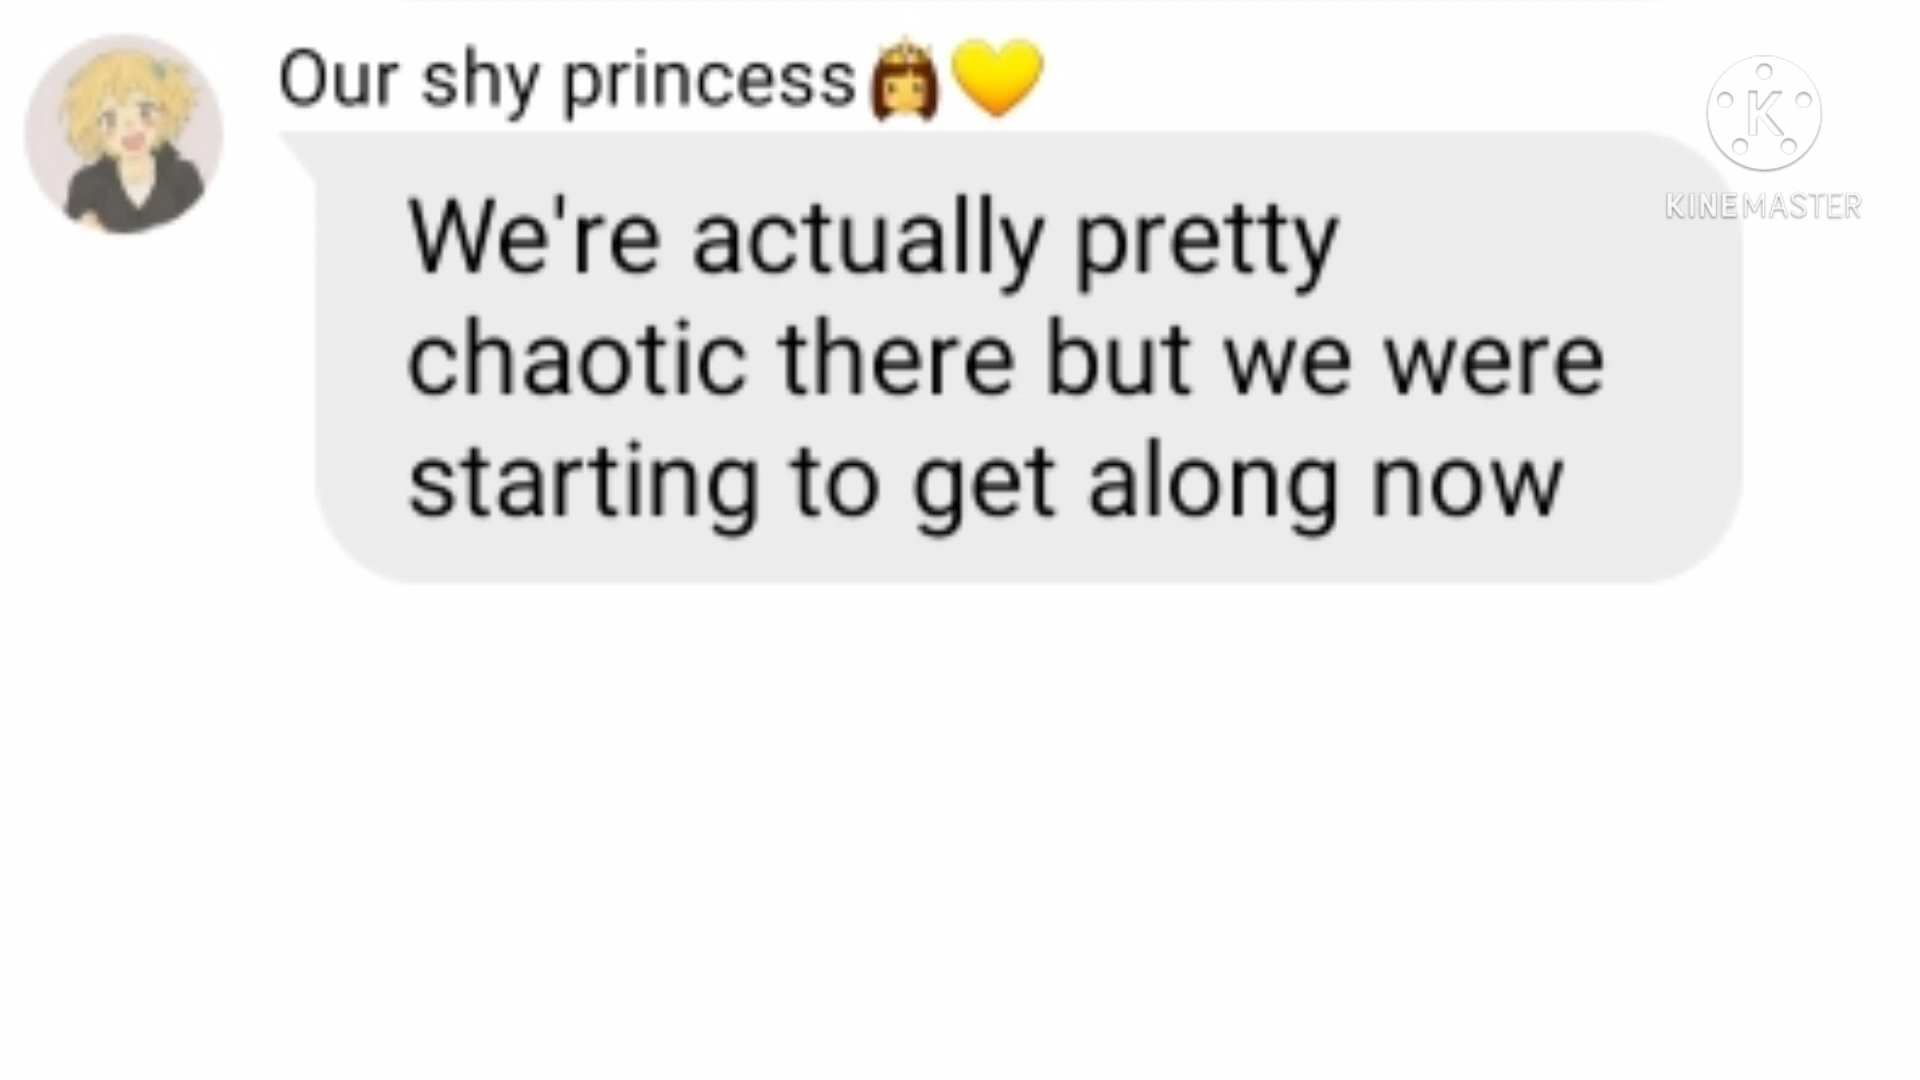 Our shy princess👸💛
K
KINEMASTER
We're actually pretty
chaotic there but we were
starting to get along now